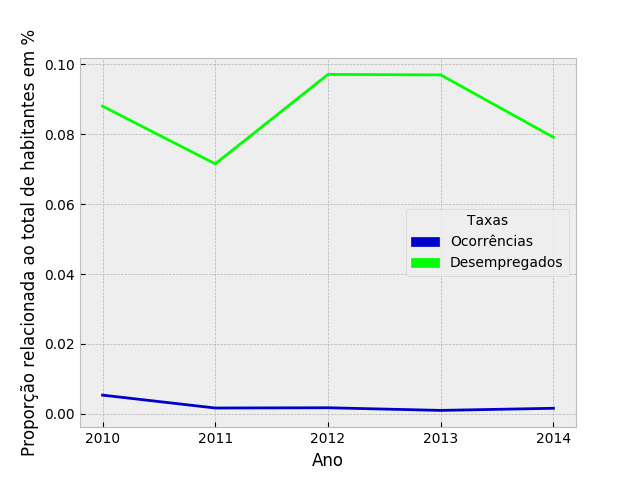 Proporção relacionada ao total de habitantes em %
0.10
0.08
0.06
0.04
0.02
0.00
Taxas
Ocorrências
Desempregados
2010 2011 2012 2013 2014
Ano